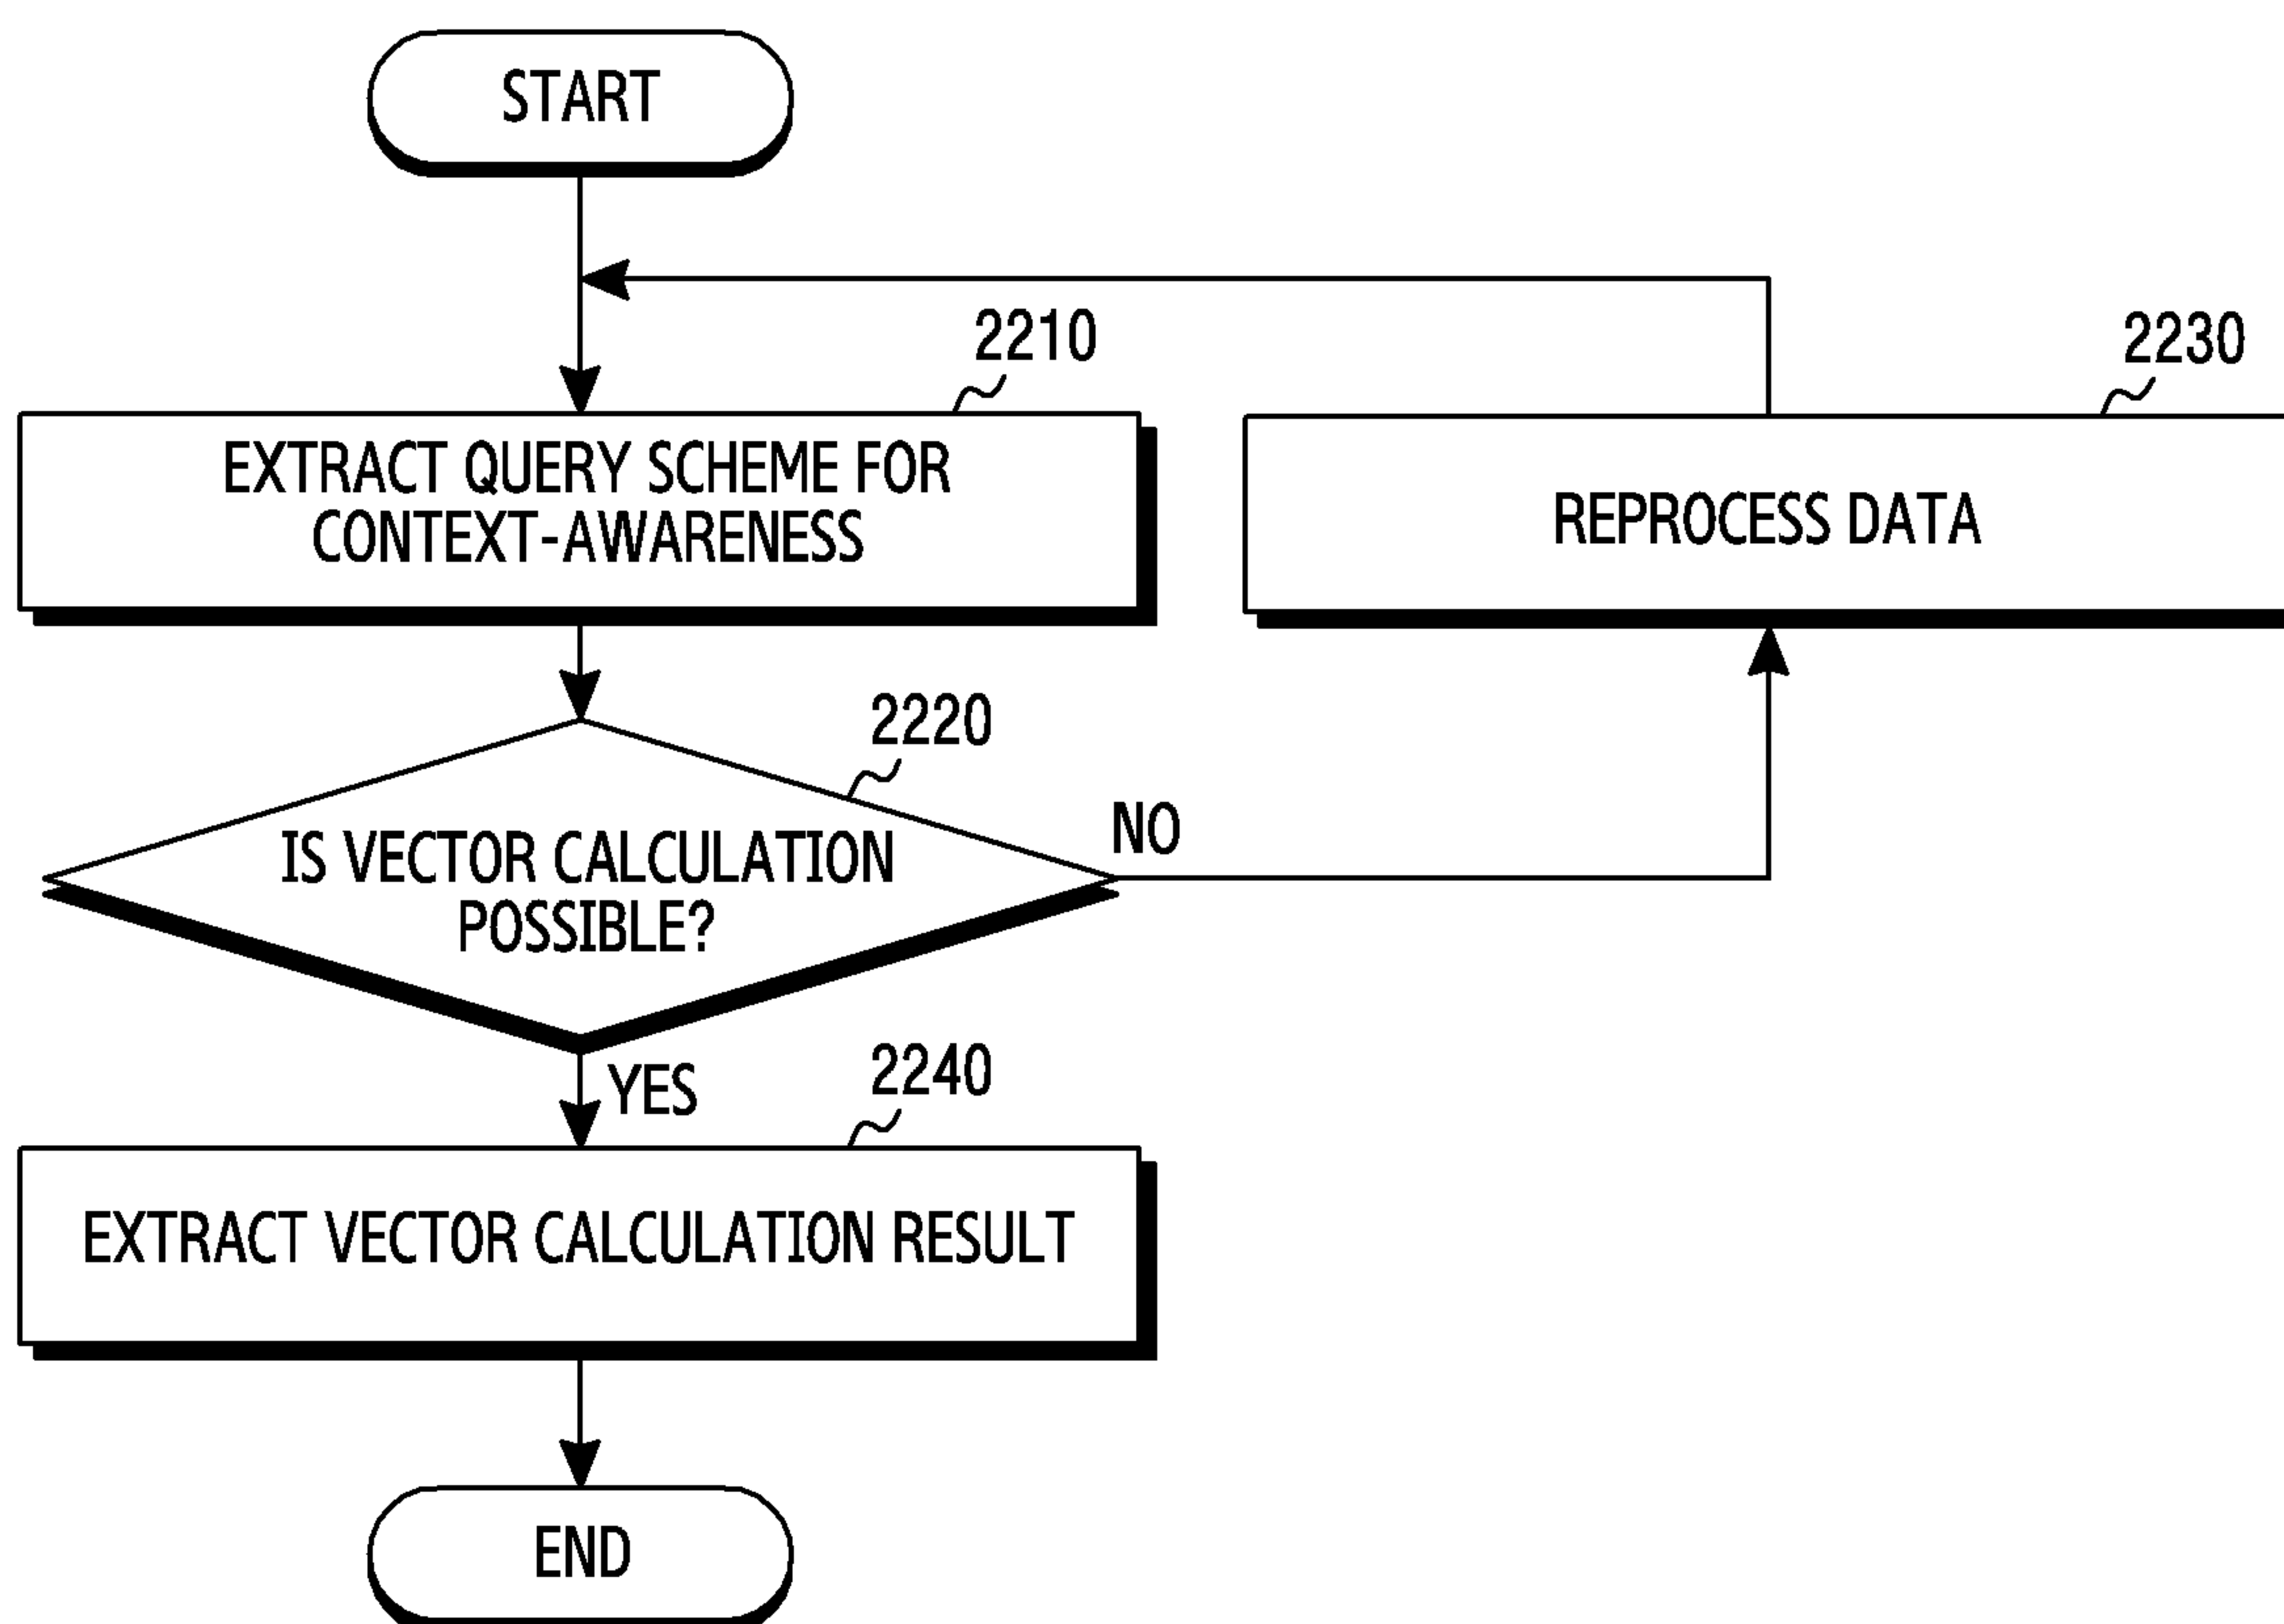 START
2210
EXTRACT QUERY SCHEME FOR
CONTEXT-AWARENESS
2230
REPROCESS DATA
2220
IS VECTOR CALCULATION
POSSIBLE?
NO
YES
2240
EXTRACT VECTOR CALCULATION RESULT
END